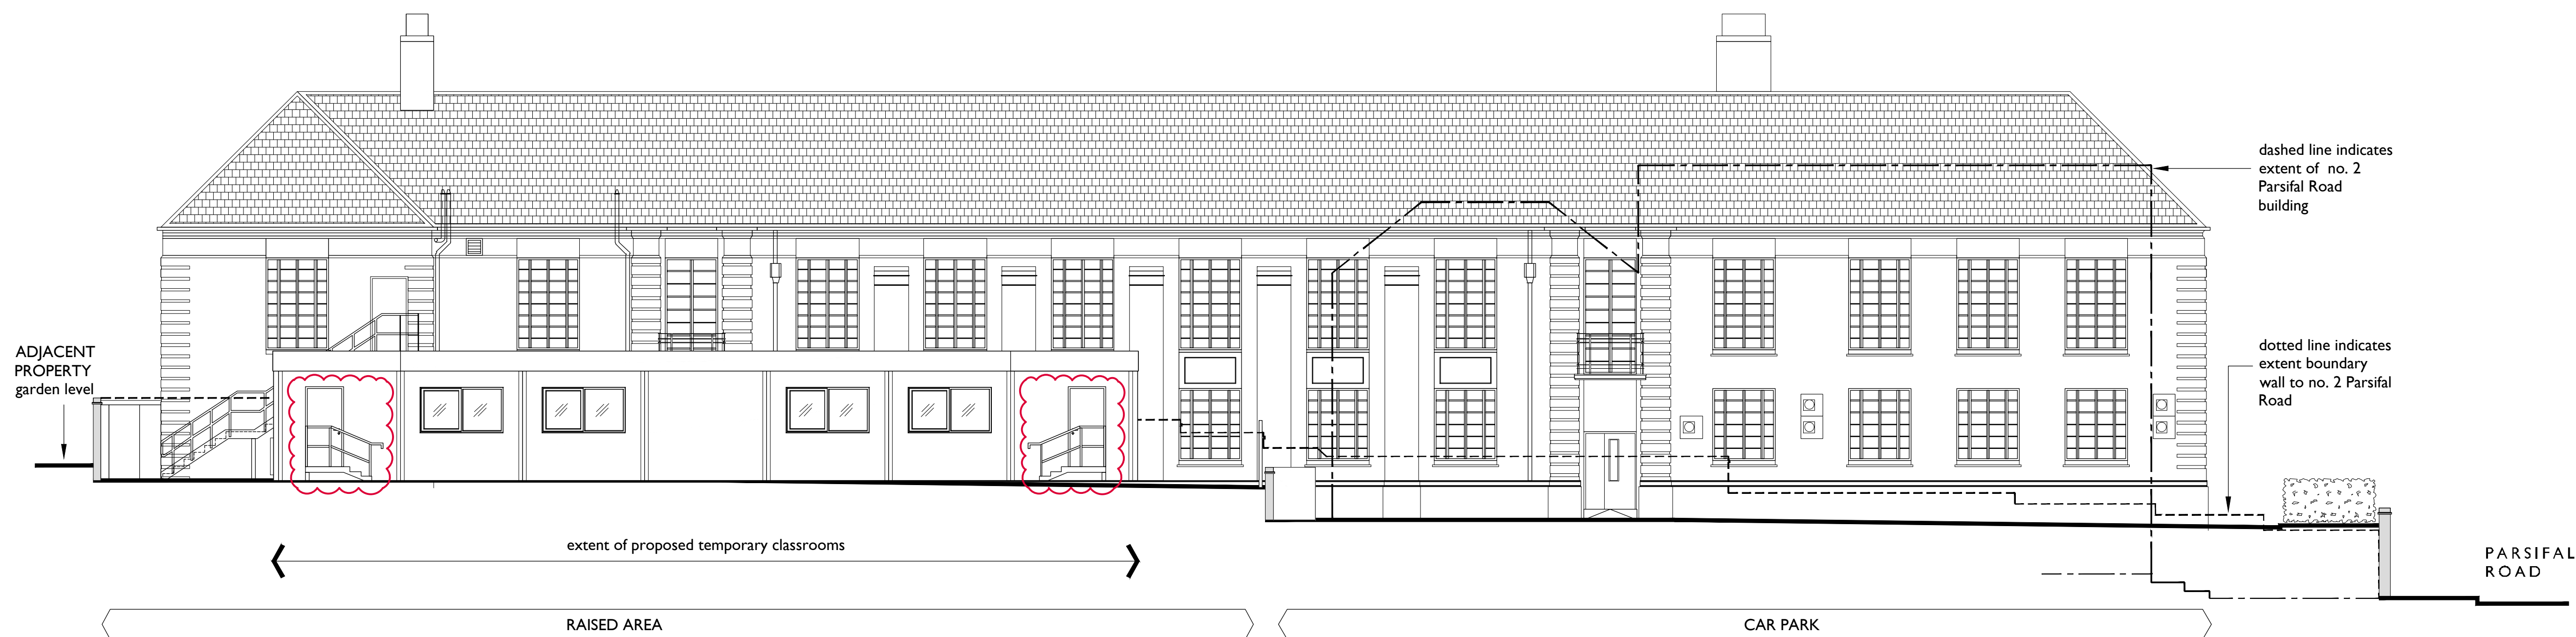 dashed line indicates
extent of no. 2
Parsifal Road
building
ADJACENT
PROPERTY
garden level
dotted line indicates
extent boundary
wall to no. 2 Parsifal
Road
extent of proposed temporary classrooms
PARSIFAL
ROAD
RAISED AREA
CAR PARK